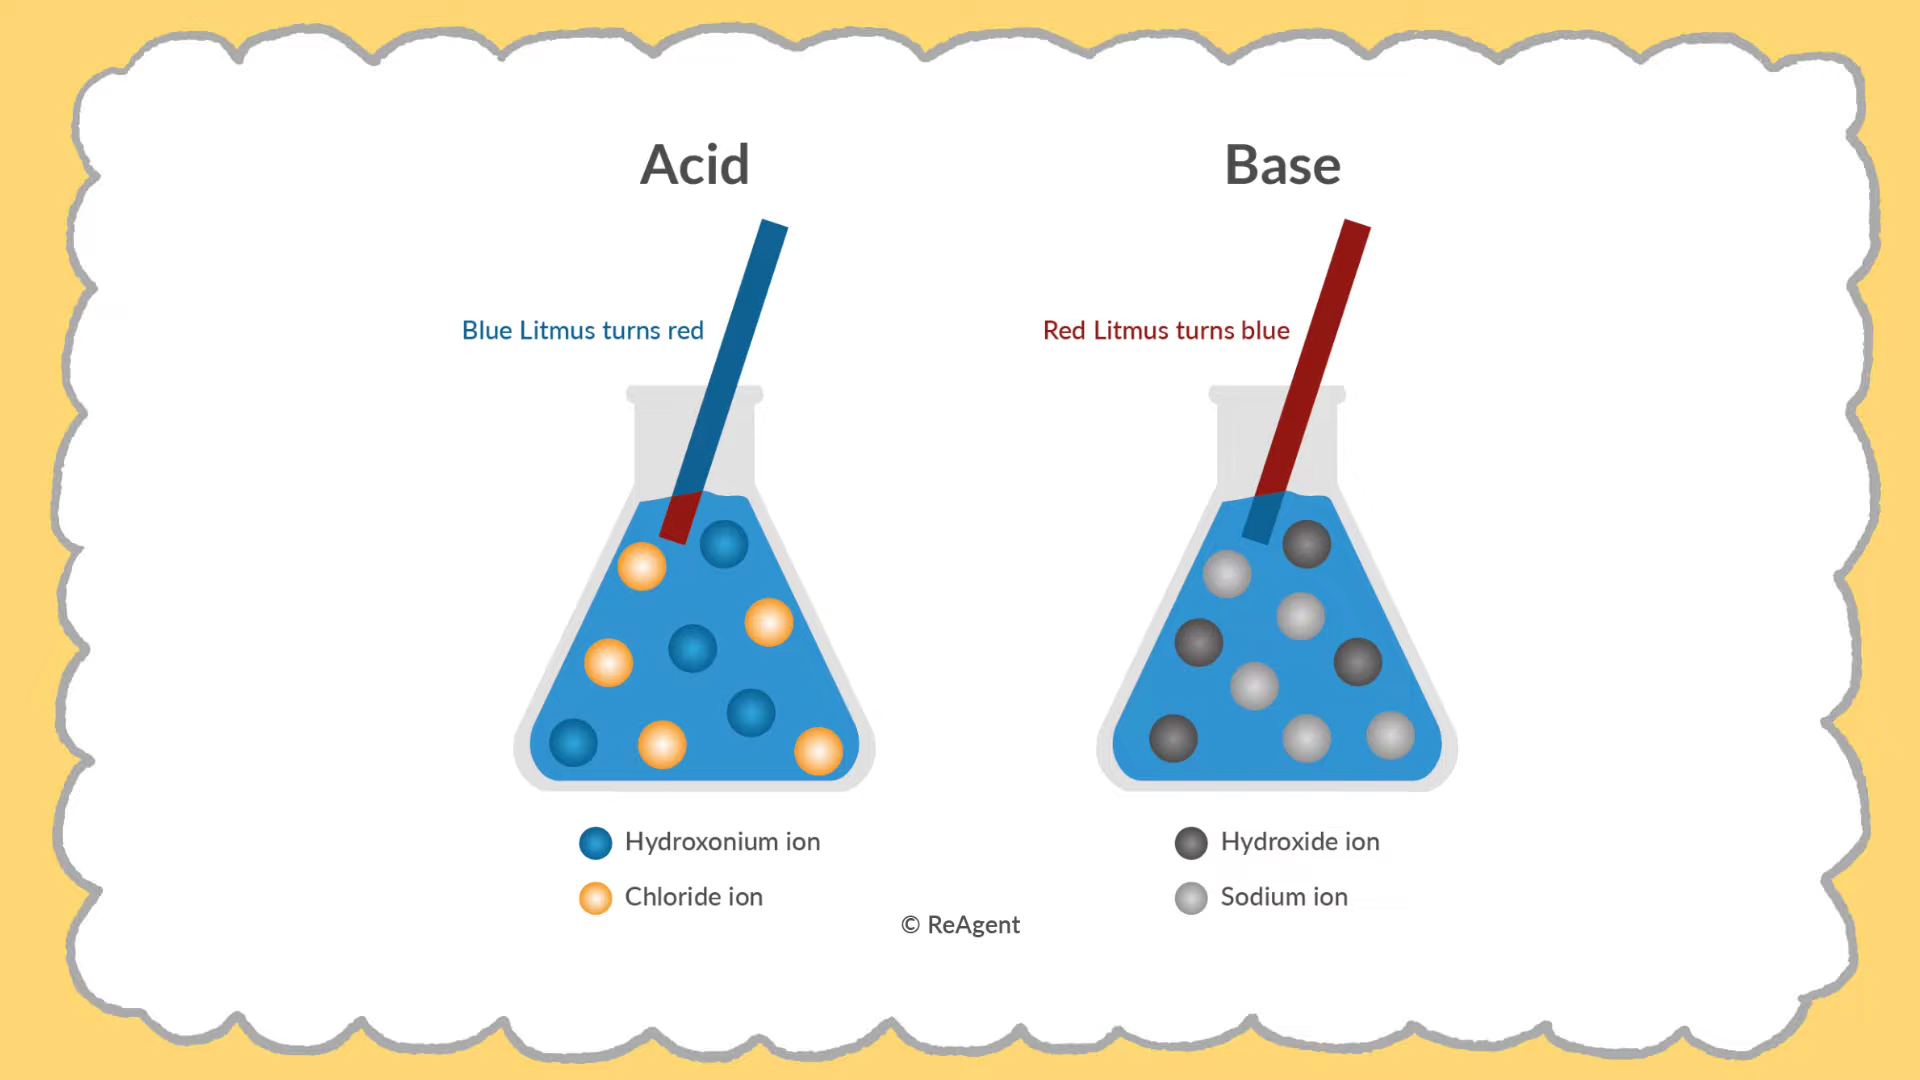 Acid
Base
Blue Litmus turns red
Red Litmus turns blue
Hydroxonium ion
Chloride ion
Hydroxide ion
Sodium ion
© ReAgent